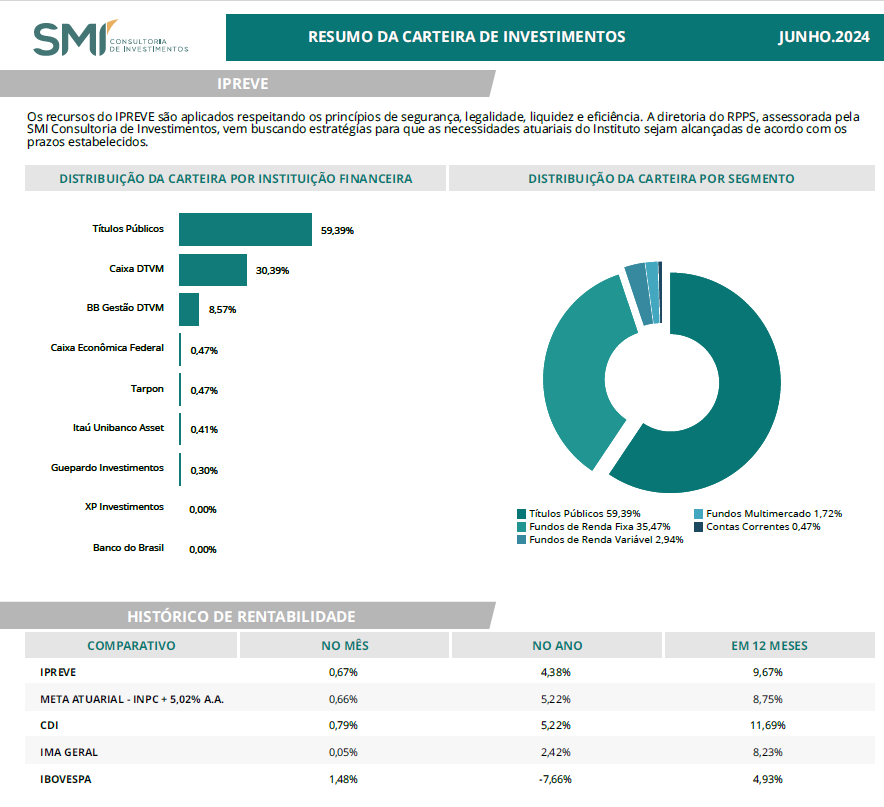 SMI CONSULTORIA
DE INVESTIMENTOS
RESUMO DA CARTEIRA DE INVESTIMENTOS
JUNHO.2024
IPREVE
Os recursos do IPREVE são aplicados respeitando os princípios de segurança, legalidade, liquidez e eficiência. A diretoria do RPPS, assessorada pela
SMI Consultoria de Investimentos, vem buscando estratégias para que as necessidades atuariais do Instituto sejam alcançadas de acordo com os
prazos estabelecidos.
DISTRIBUIÇÃO DA CARTEIRA POR INSTITUIÇÃO FINANCEIRA
Títulos Públicos 59,39%
Caixa DTVM 30,39%
BB Gestão DTVM 8,57%
Caixa Econômica Federal 0,47%
Tarpon 0,47%
Itaú Unibanco Asset 0,41%
Guepardo Investimentos 0,30%
XP Investimentos 0,00%
Banco do Brasil 0,00%
DISTRIBUIÇÃO DA CARTEIRA POR SEGMENTO
Títulos Públicos 59,39%
Fundos de Renda Fixa 35,47%
Fundos de Renda Variável 2,94%
Fundos Multimercado 1,72%
Contas Correntes 0,47%
HISTÓRICO DE RENTABILIDADE
COMPARATIVO NO MÊS NO ANO EM 12 MESES
IPREVE 0,67% 4,38% 9,67%
META ATUARIAL - INPC + 5,02% A.A. 0,66% 5,22% 8,75%
CDI 0,79% 5,22% 11,69%
IMA GERAL 0,05% 2,42% 8,23%
IBOVESPA 1,48% -7,66% 4,93%